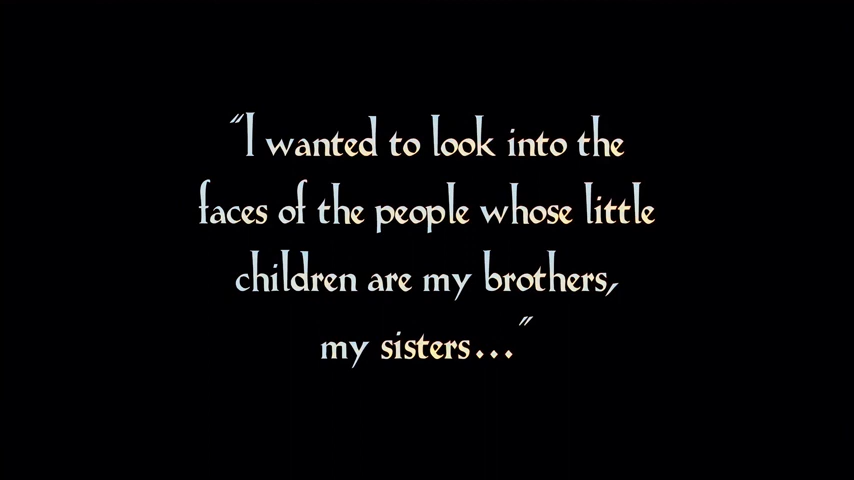 "I wanted to look into the
faces of the people whose little
children are my brothers,
my sisters..."